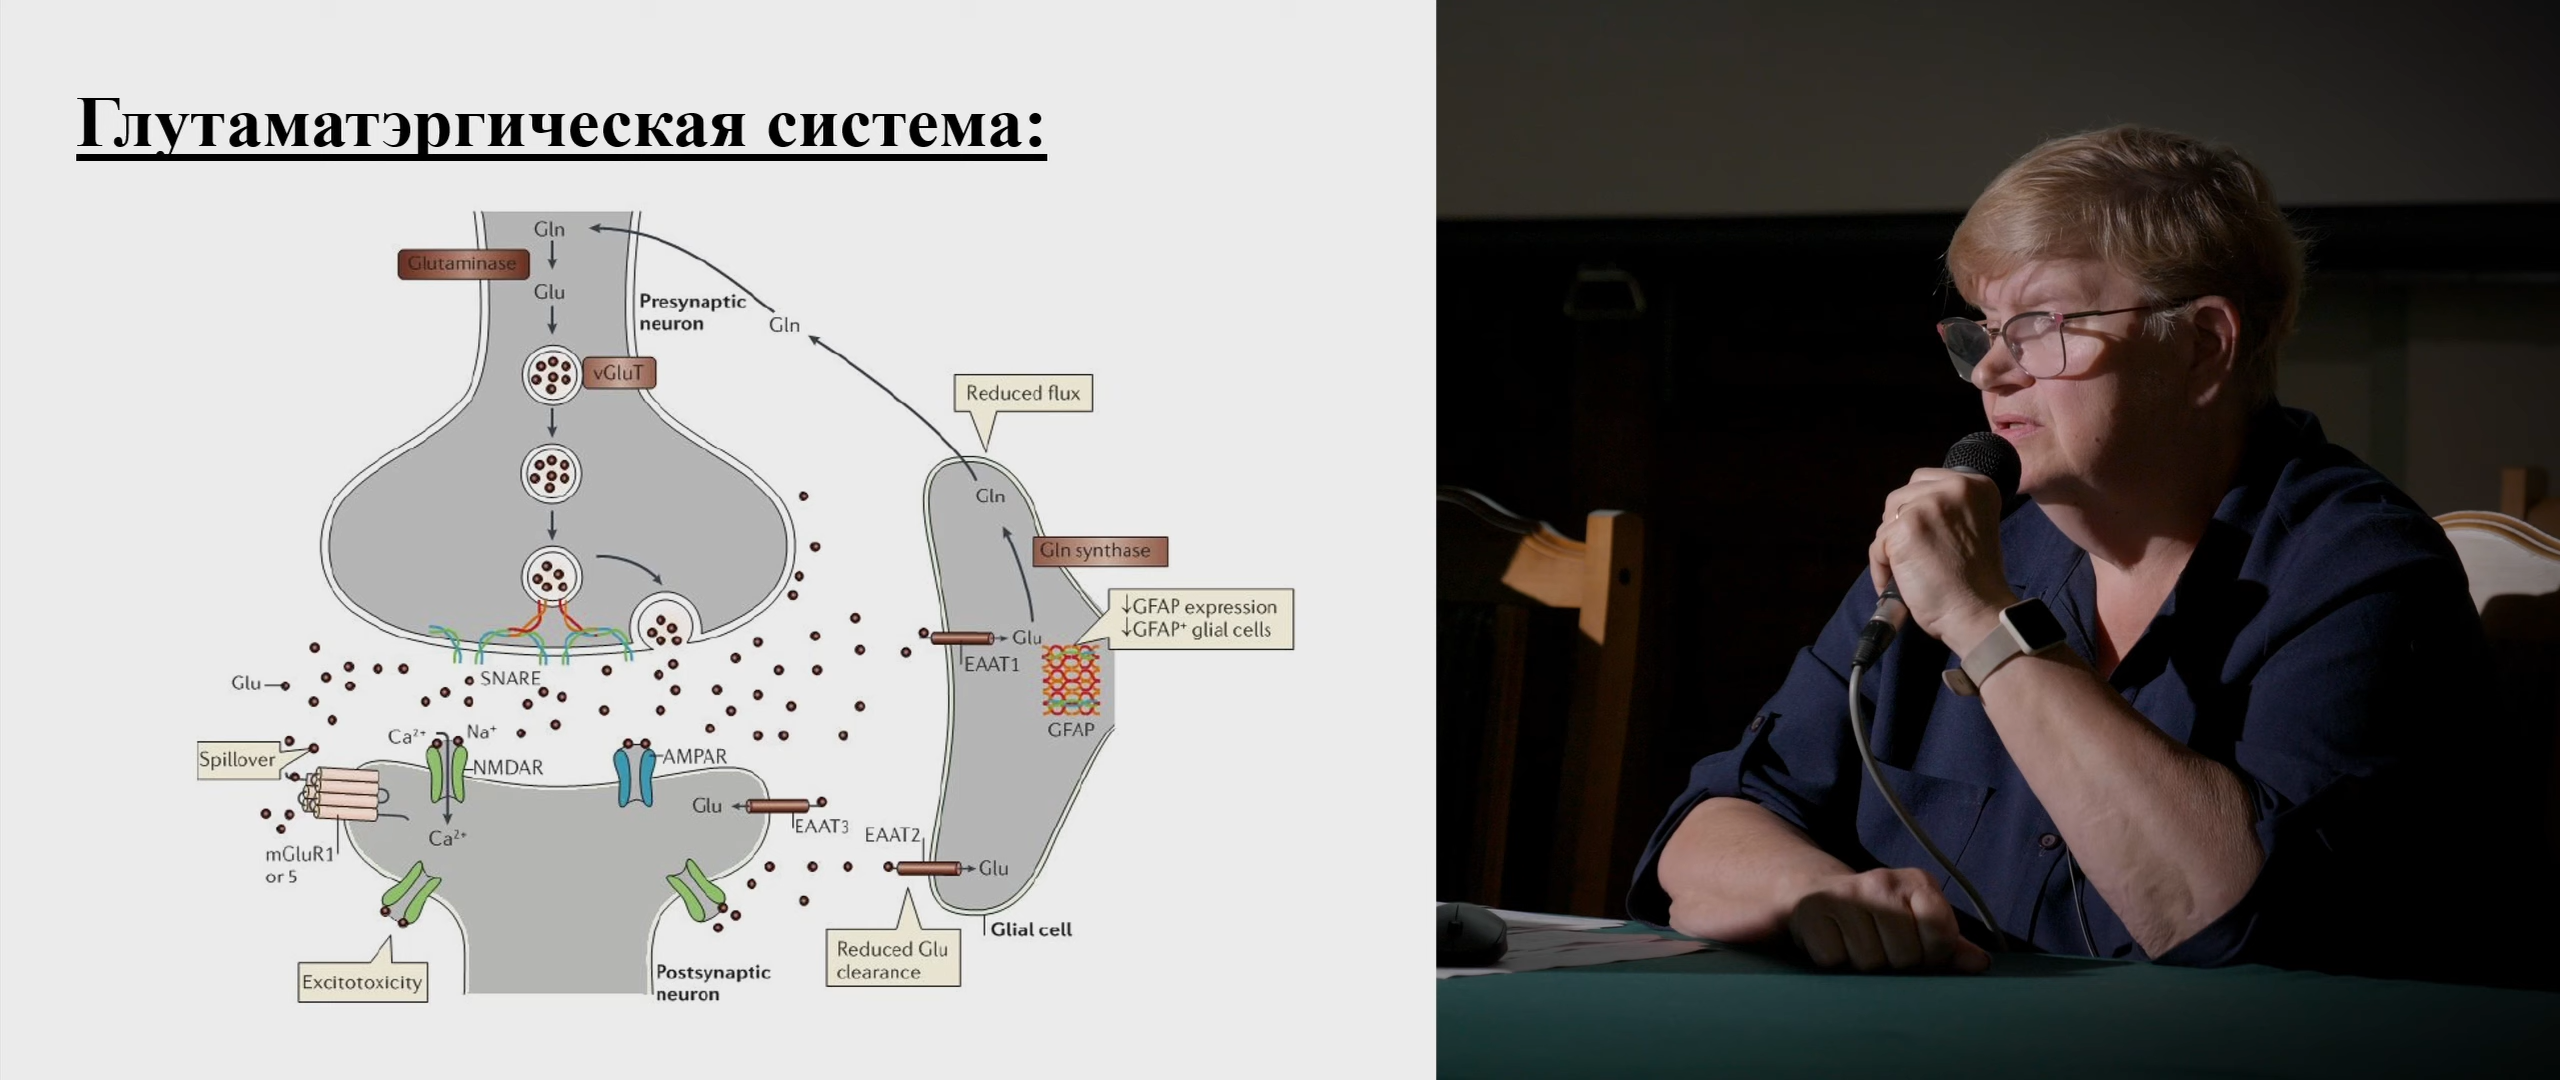 Глутаматэргическая система:
Gln
Glutaminase
Glu
Presynaptic
neuron
Gln
vGluT
Reduced flux
Gln
Gln synthase
↓GFAP expression
↓GFAP⁺ glial cells
Glu
EAAT1
SNARE
Glu
GFAP
Ca²⁺
Na⁺
Spillover
NMDAR
AMPAR
Glu
EAAT3
EAAT2
Ca²⁺
mGluR1
or 5
Glu
Glial cell
Reduced Glu
clearance
Excitotoxicity
Postsynaptic
neuron